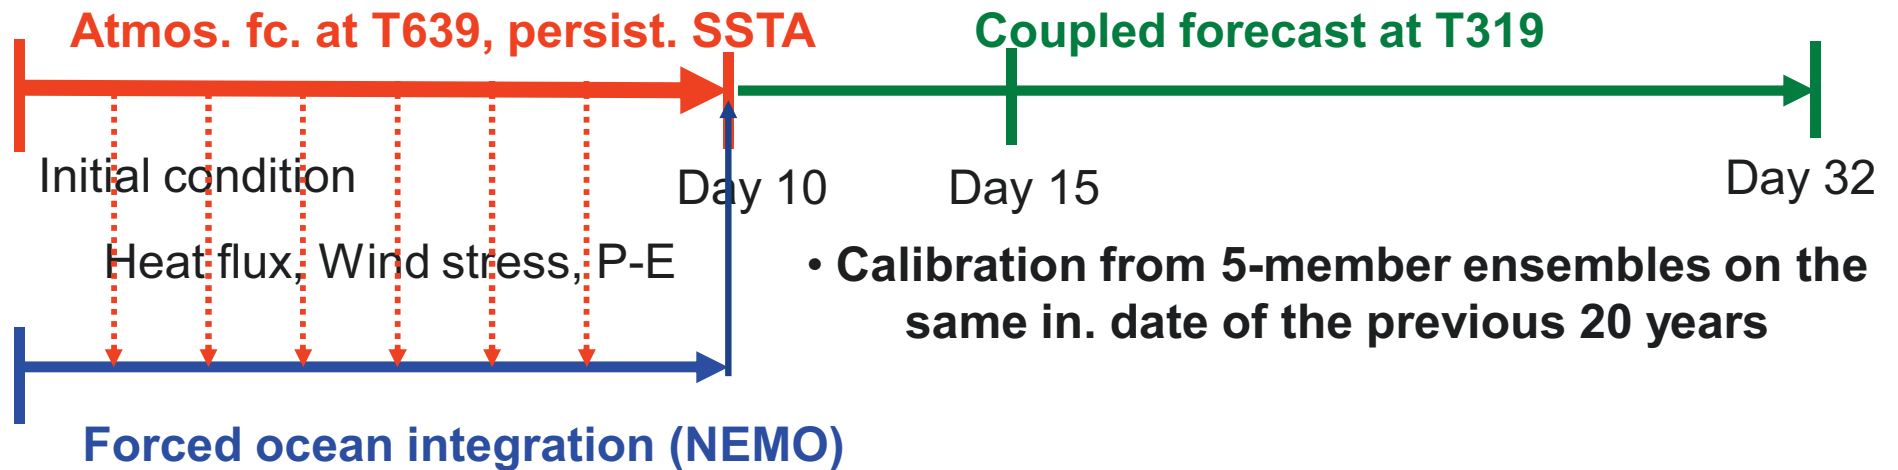 Atmos. fc. at T639, persist. SSTA
Coupled forecast at T319
Initial condition
Day 10
Day 15
Day 32
Heat flux, Wind stress, P-E
• Calibration from 5-member ensembles on the
same in. date of the previous 20 years
Forced ocean integration (NEMO)